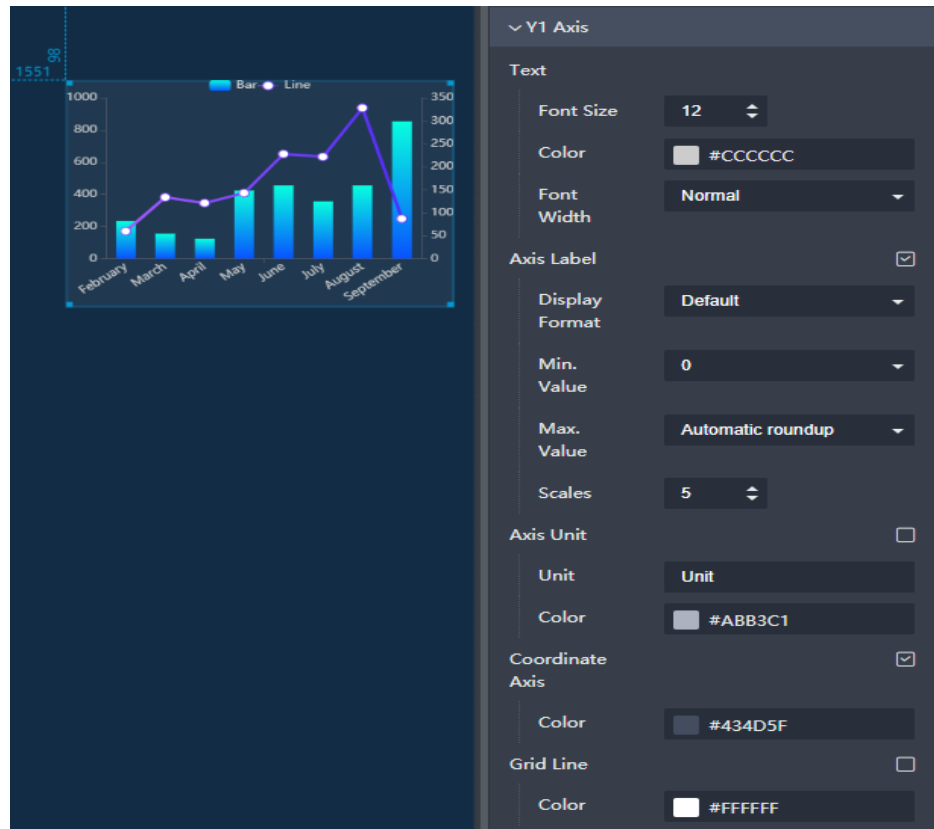 98
1551
Bar Line
1000
800
600
400
200
0
350
300
250
200
150
100
50
0
February
March
April
May
June
July
August
September
Y1 Axis
Text
Font Size 12
Color #CCCCCC
Font Normal
Width
Axis Label
Display Default
Format
Min. 0
Value
Max. Automatic roundup
Value
Scales 5
Axis Unit
Unit Unit
Color #ABB3C1
Coordinate
Axis
Color #434D5F
Grid Line
Color #FFFFFF